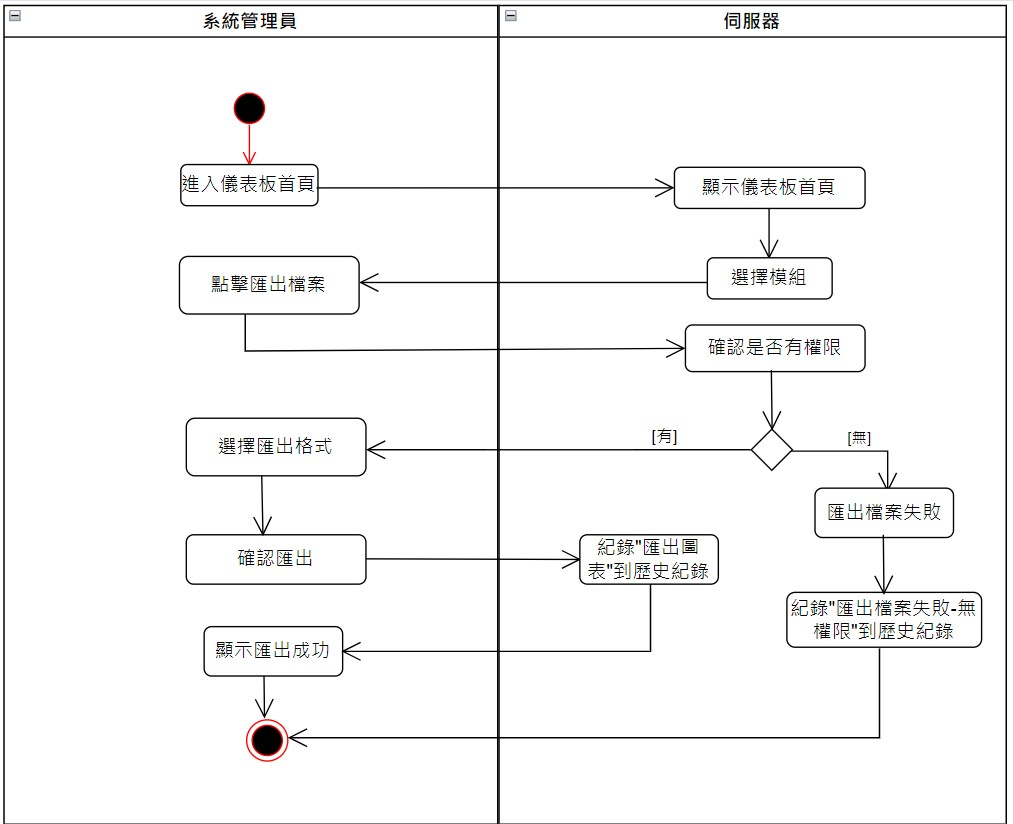 系統管理員
伺服器
進入儀表板首頁
顯示儀表板首頁
選擇模組
點擊匯出檔案
確認是否有權限
[有]
[無]
選擇匯出格式
匯出檔案失敗
確認匯出
紀錄"匯出圖
表"到歷史紀錄
紀錄"匯出檔案失敗-無
權限"到歷史紀錄
顯示匯出成功